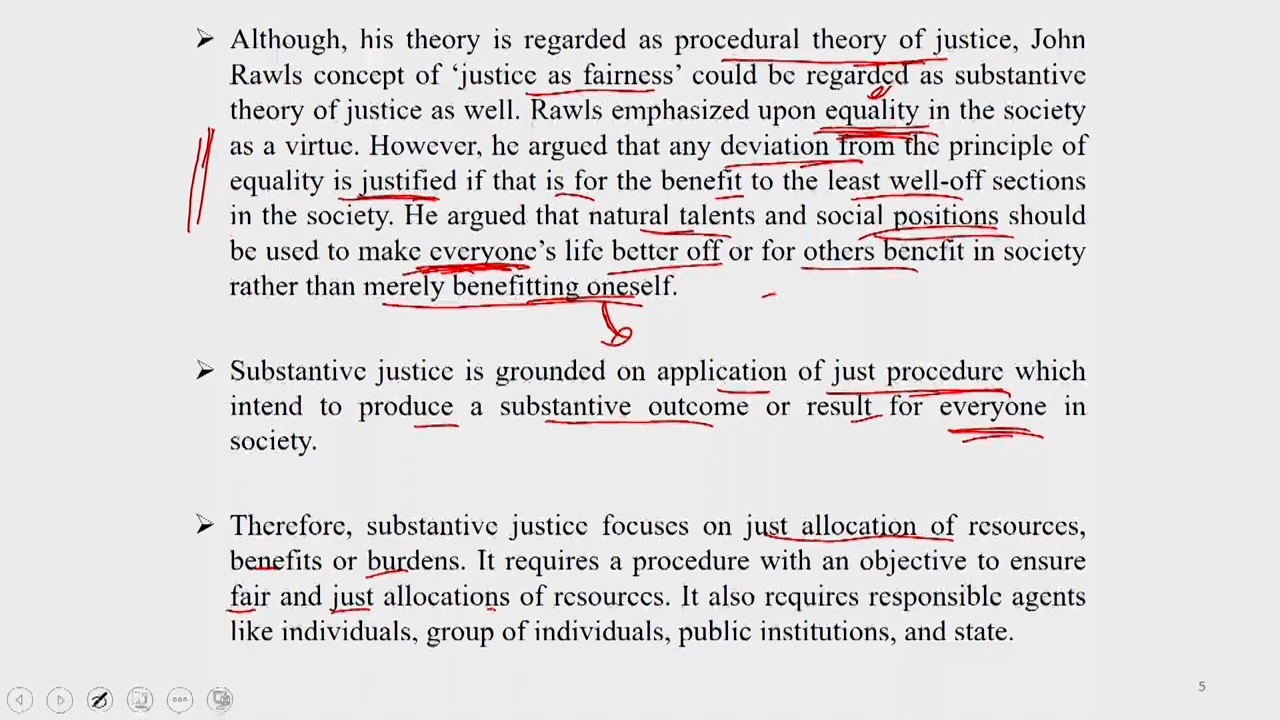 ➢ Although, his theory is regarded as procedural theory of justice, John
Rawls concept of ‘justice as fairness’ could be regarded as substantive
theory of justice as well. Rawls emphasized upon equality in the society
as a virtue. However, he argued that any deviation from the principle of
equality is justified if that is for the benefit to the least well-off sections
in the society. He argued that natural talents and social positions should
be used to make everyone’s life better off or for others benefit in society
rather than merely benefitting oneself.
➢ Substantive justice is grounded on application of just procedure which
intend to produce a substantive outcome or result for everyone in
society.
➢ Therefore, substantive justice focuses on just allocation of resources,
benefits or burdens. It requires a procedure with an objective to ensure
fair and just allocations of resources. It also requires responsible agents
like individuals, group of individuals, public institutions, and state.
5